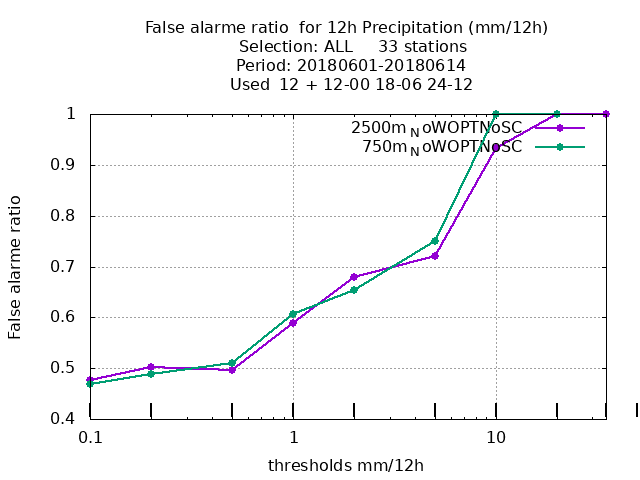 False alarme ratio  for 12h Precipitation (mm/12h)
Selection: ALL     33 stations
Period: 20180601-20180614
Used  12 + 12-00 18-06 24-12
2500m_NoWOPTNoSC
750m_NoWOPTNoSC
1
0.9
0.8
0.7
0.6
0.5
0.4
False alarme ratio
0.1 1 10
thresholds mm/12h